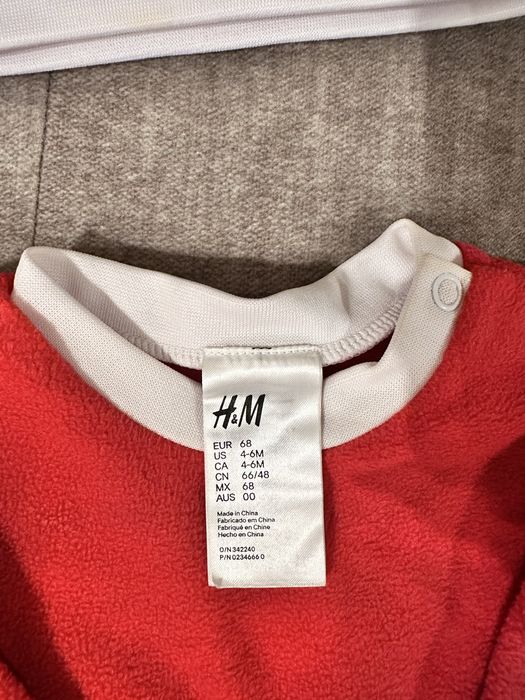 H&M
EUR 68
US 4-6M
CA 4-6M
CN 66/48
MX 68
AUS 00
Made in China
Fabricado em China
Fabriqué en Chine
Hecho en China
O/N 342240
P/N 0234666 0